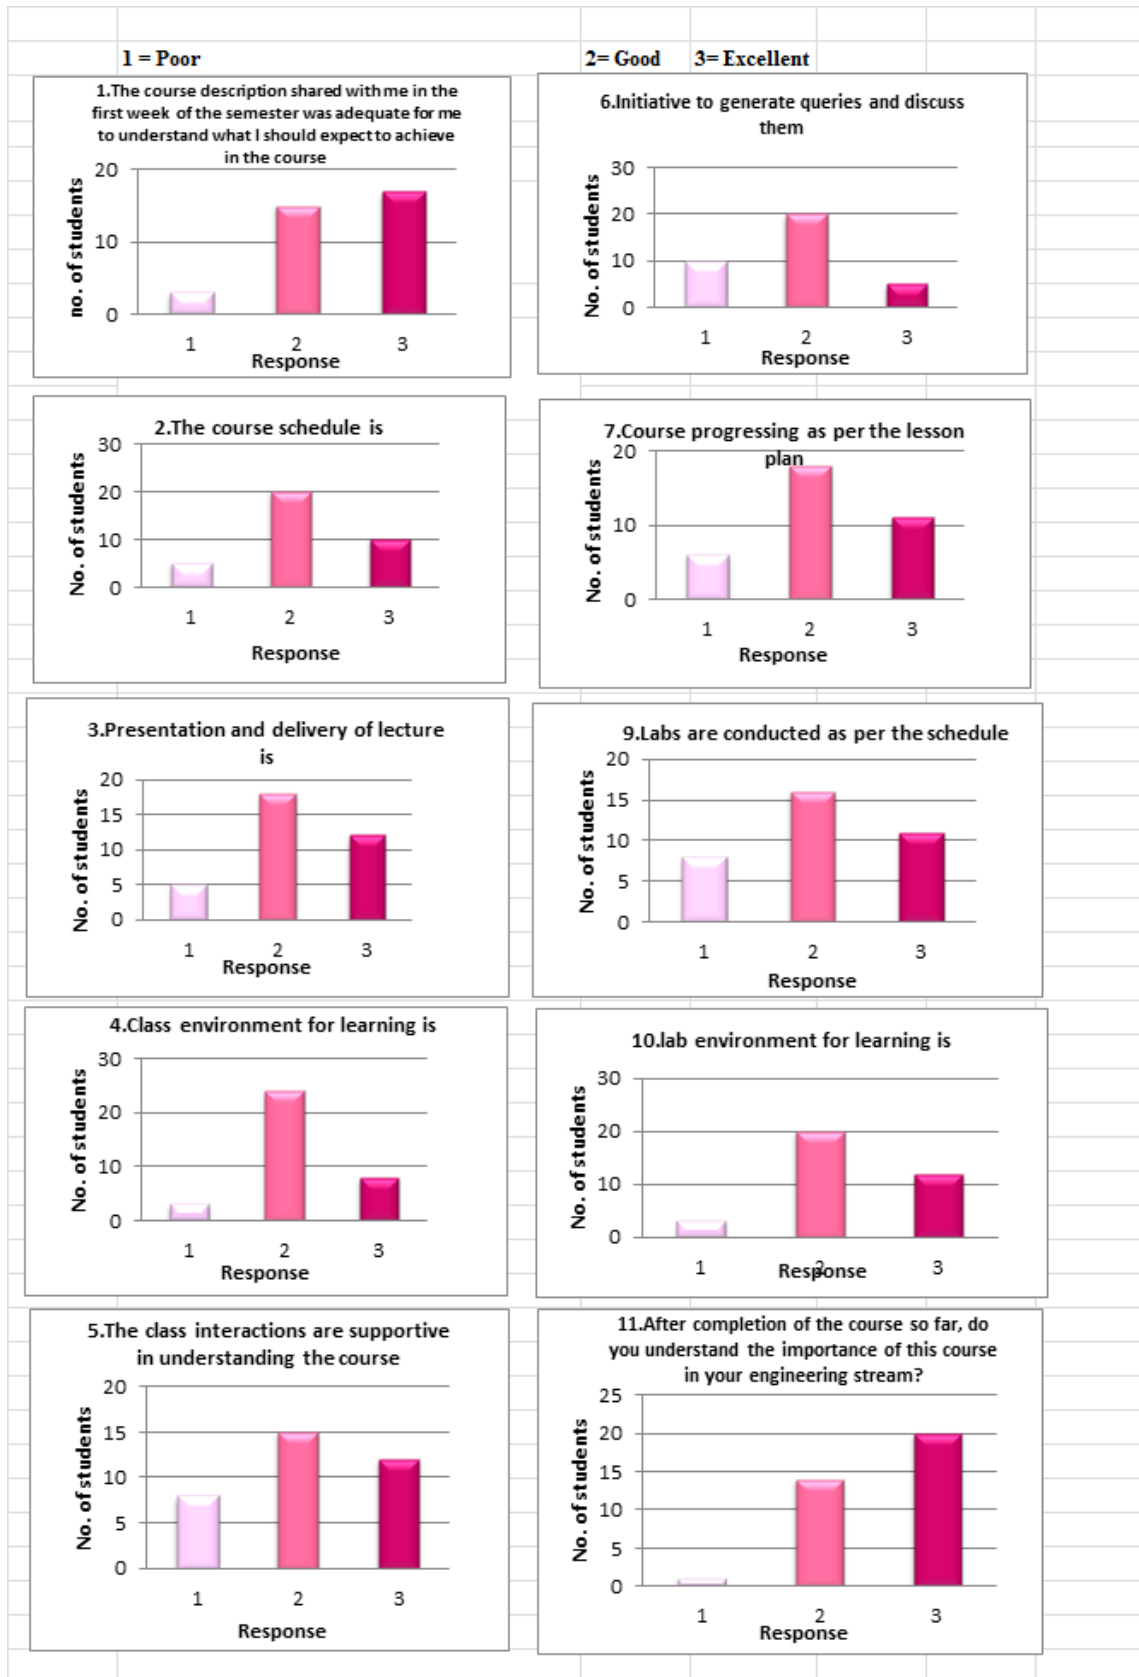 1 = Poor
2= Good
3= Excellent
1.The course description shared with me in the
first week of the semester was adequate for me
to understand what I should expect to achieve
in the course
20
10
0
no. of students
1 2 3
Response
6.Initiative to generate queries and discuss
them
30
20
10
0
No. of students
1 2 3
Response
2.The course schedule is
30
20
10
0
No. of students
1 2 3
Response
7.Course progressing as per the lesson
plan
20
10
0
No. of students
1 2 3
Response
3.Presentation and delivery of lecture
is
20
15
10
5
0
No. of students
1 2 3
Response
9.Labs are conducted as per the schedule
20
15
10
5
0
No. of students
1 2 3
Response
4.Class environment for learning is
30
20
10
0
No. of students
1 2 3
Response
10.lab environment for learning is
30
20
10
0
No. of students
1 2 3
Response
5.The class interactions are supportive
in understanding the course
20
15
10
5
0
No. of students
1 2 3
Response
11.After completion of the course so far, do
you understand the importance of this course
in your engineering stream?
25
20
15
10
5
0
No. of students
1 2 3
Response